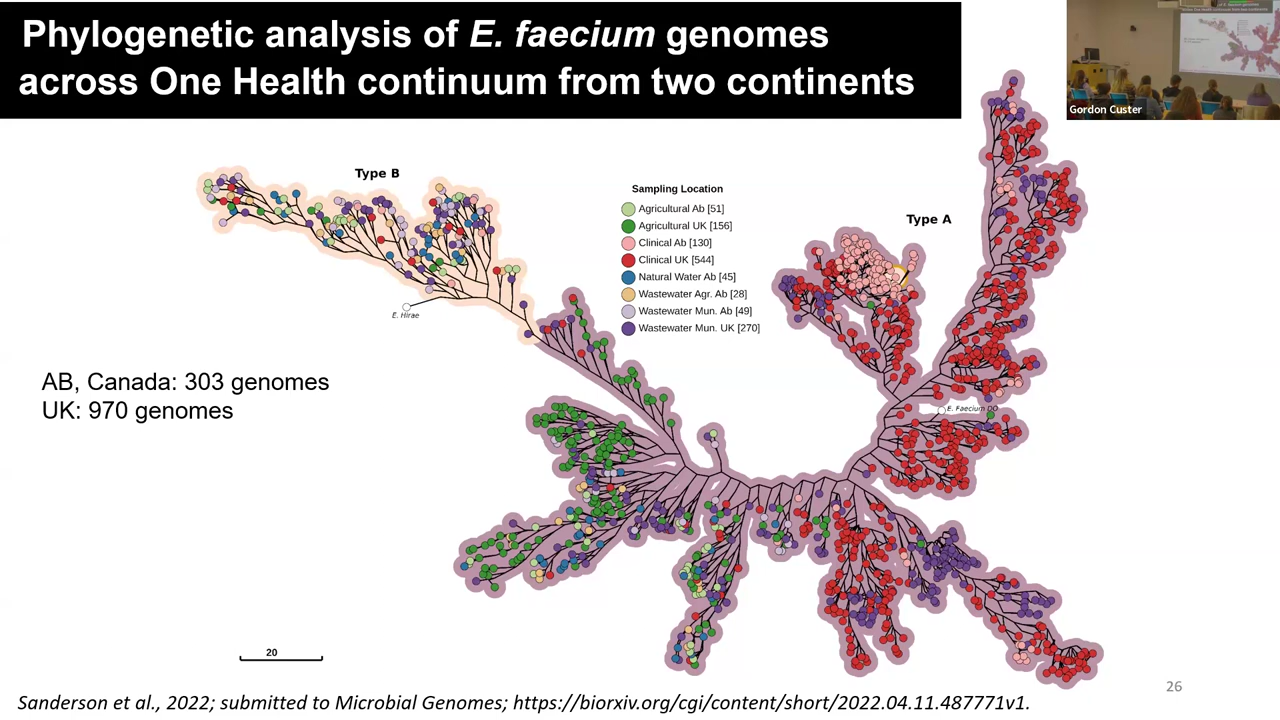 Phylogenetic analysis of E. faecium genomes
across One Health continuum from two continents
Gordon Custer
Type B
Sampling Location
Agricultural Ab [51]
Agricultural UK [156]
Clinical Ab [130]
Clinical UK [544]
Natural Water Ab [45]
Wastewater Agr. Ab [28]
Wastewater Mun. Ab [49]
Wastewater Mun. UK [270]
Type A
E. Hirae
AB, Canada: 303 genomes
UK: 970 genomes
E. Faecium DO
20
26
Sanderson et al., 2022; submitted to Microbial Genomes; https://biorxiv.org/cgi/content/short/2022.04.11.487771v1.